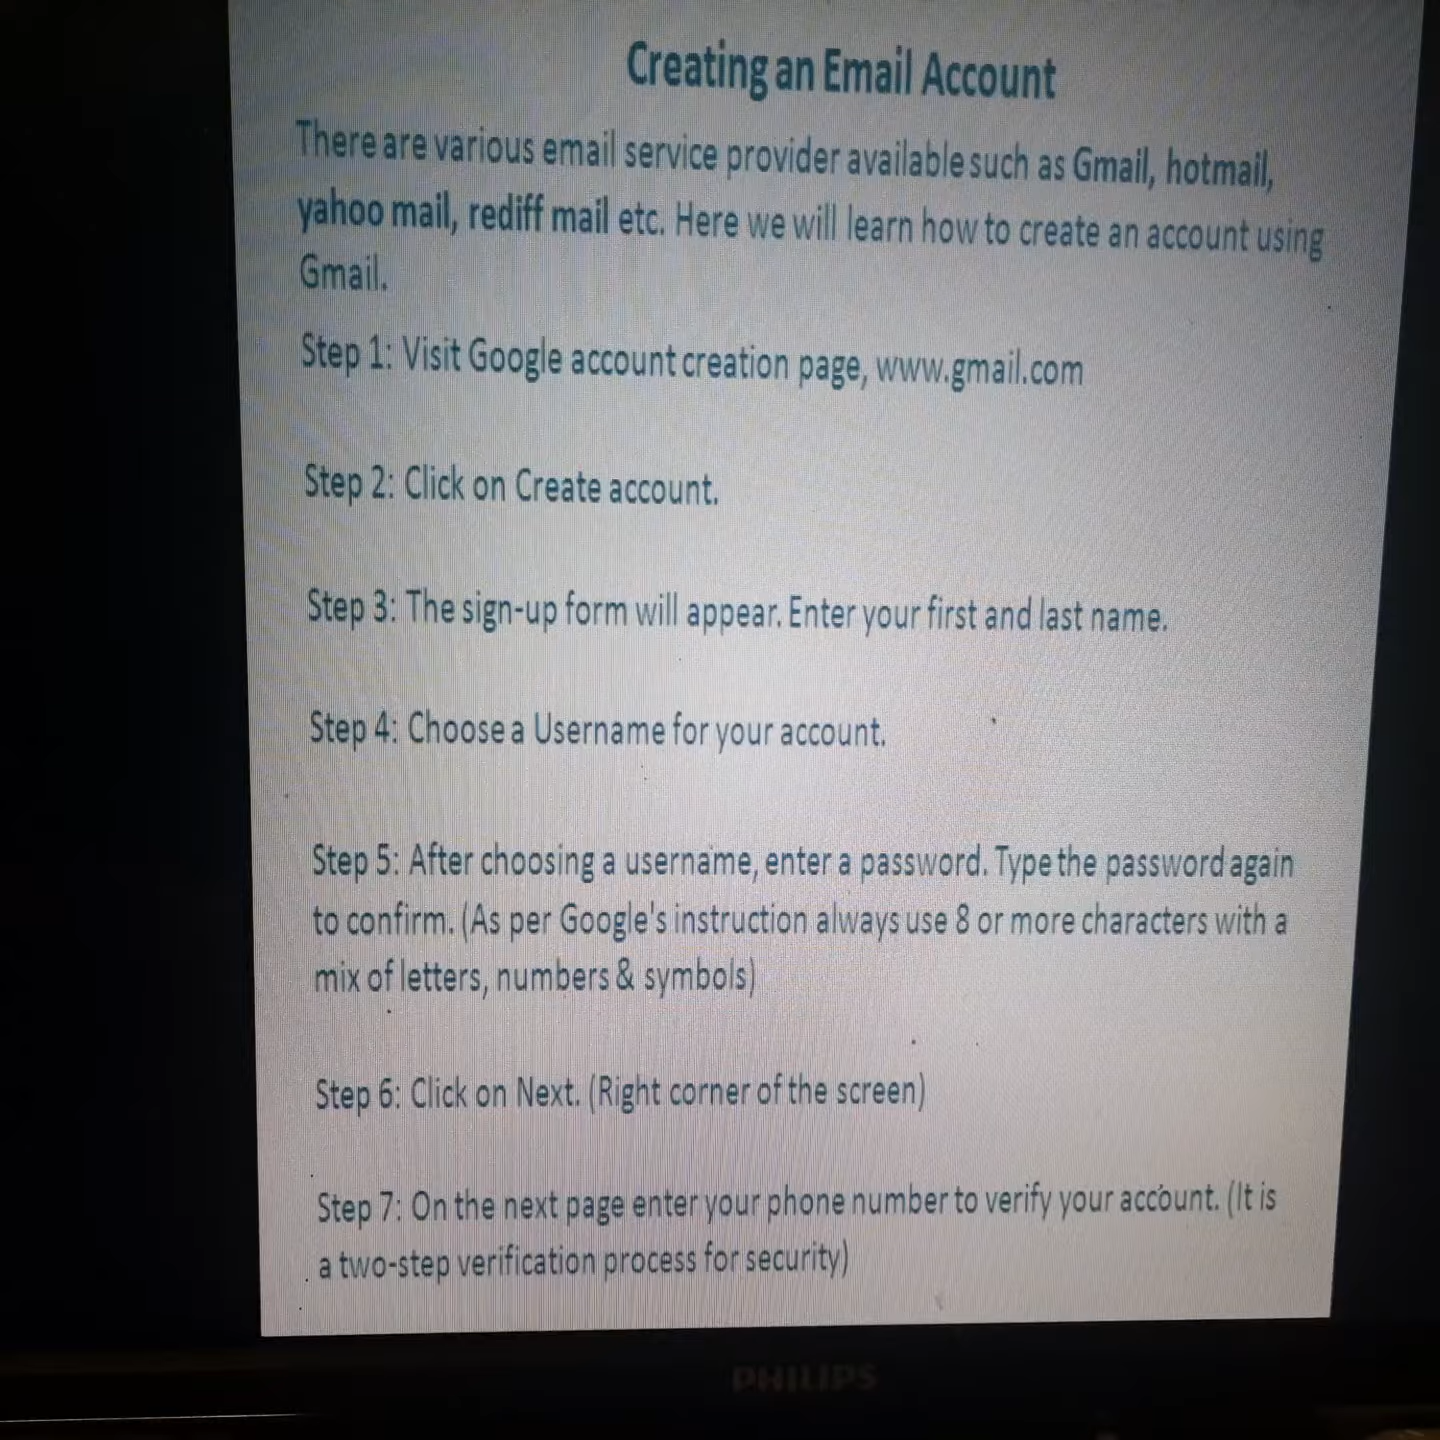 Creating an Email Account
There are various email service provider available such as Gmail, hotmail,
yahoo mail, rediff mail etc. Here we will learn how to create an account using
Gmail.
Step 1: Visit Google account creation page, www.gmail.com
Step 2: Click on Create account.
Step 3: The sign-up form will appear. Enter your first and last name.
Step 4: Choose a Username for your account.
Step 5: After choosing a username, enter a password. Type the password again
to confirm. (As per Google's instruction always use 8 or more characters with a
mix of letters, numbers & symbols)
Step 6: Click on Next. (Right corner of the screen)
Step 7: On the next page enter your phone number to verify your account. (It is
a two-step verification process for security)
PHILIPS